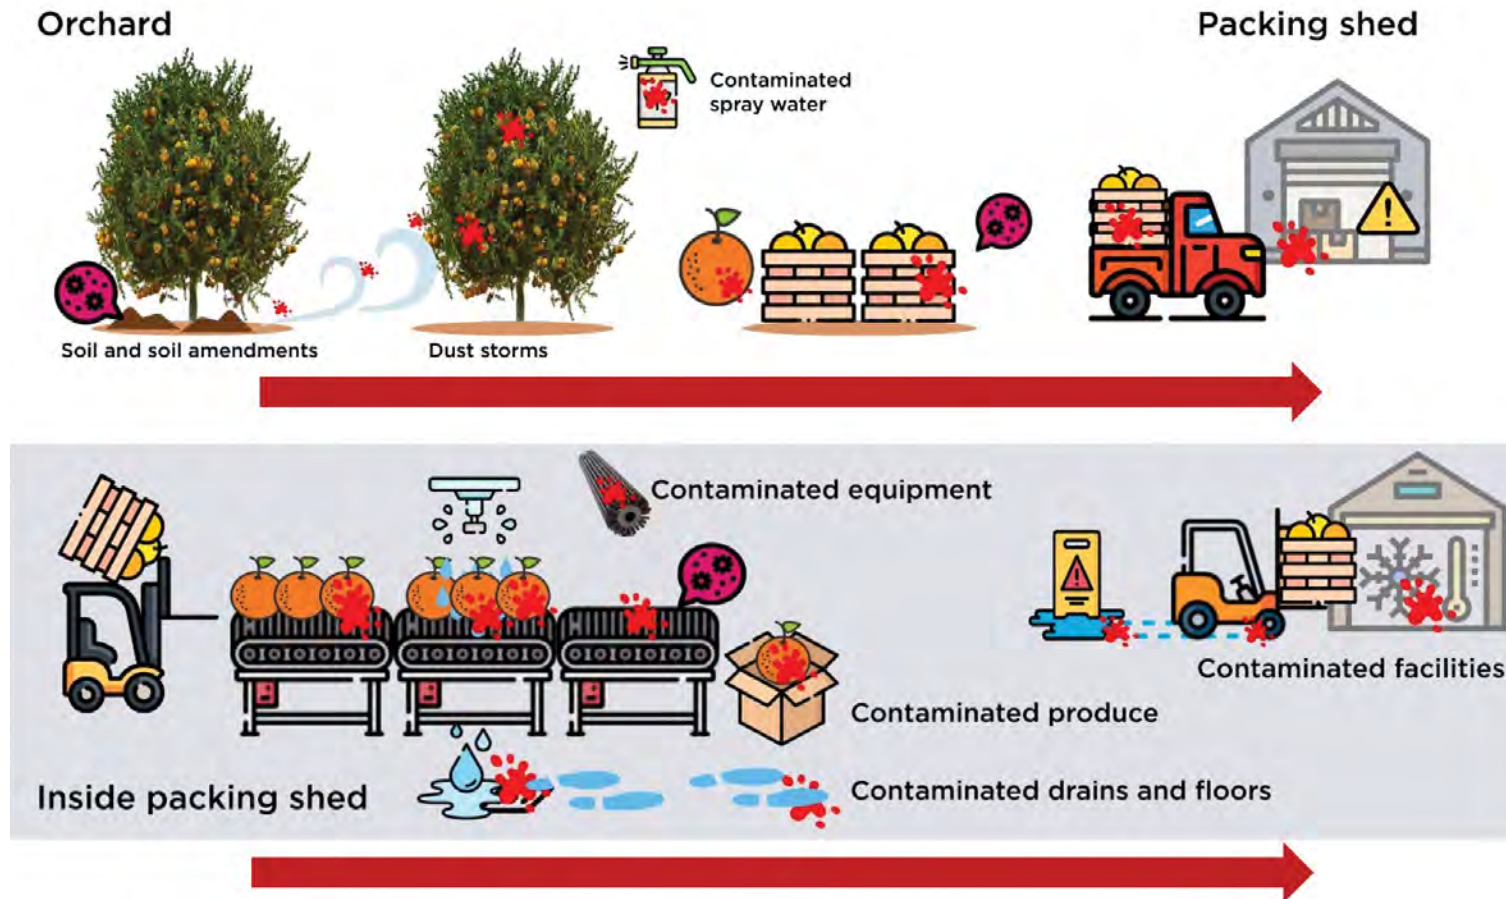 Orchard
Packing shed
Contaminated
spray water
Soil and soil amendments
Dust storms
Contaminated equipment
Contaminated facilities
Contaminated produce
Inside packing shed
Contaminated drains and floors